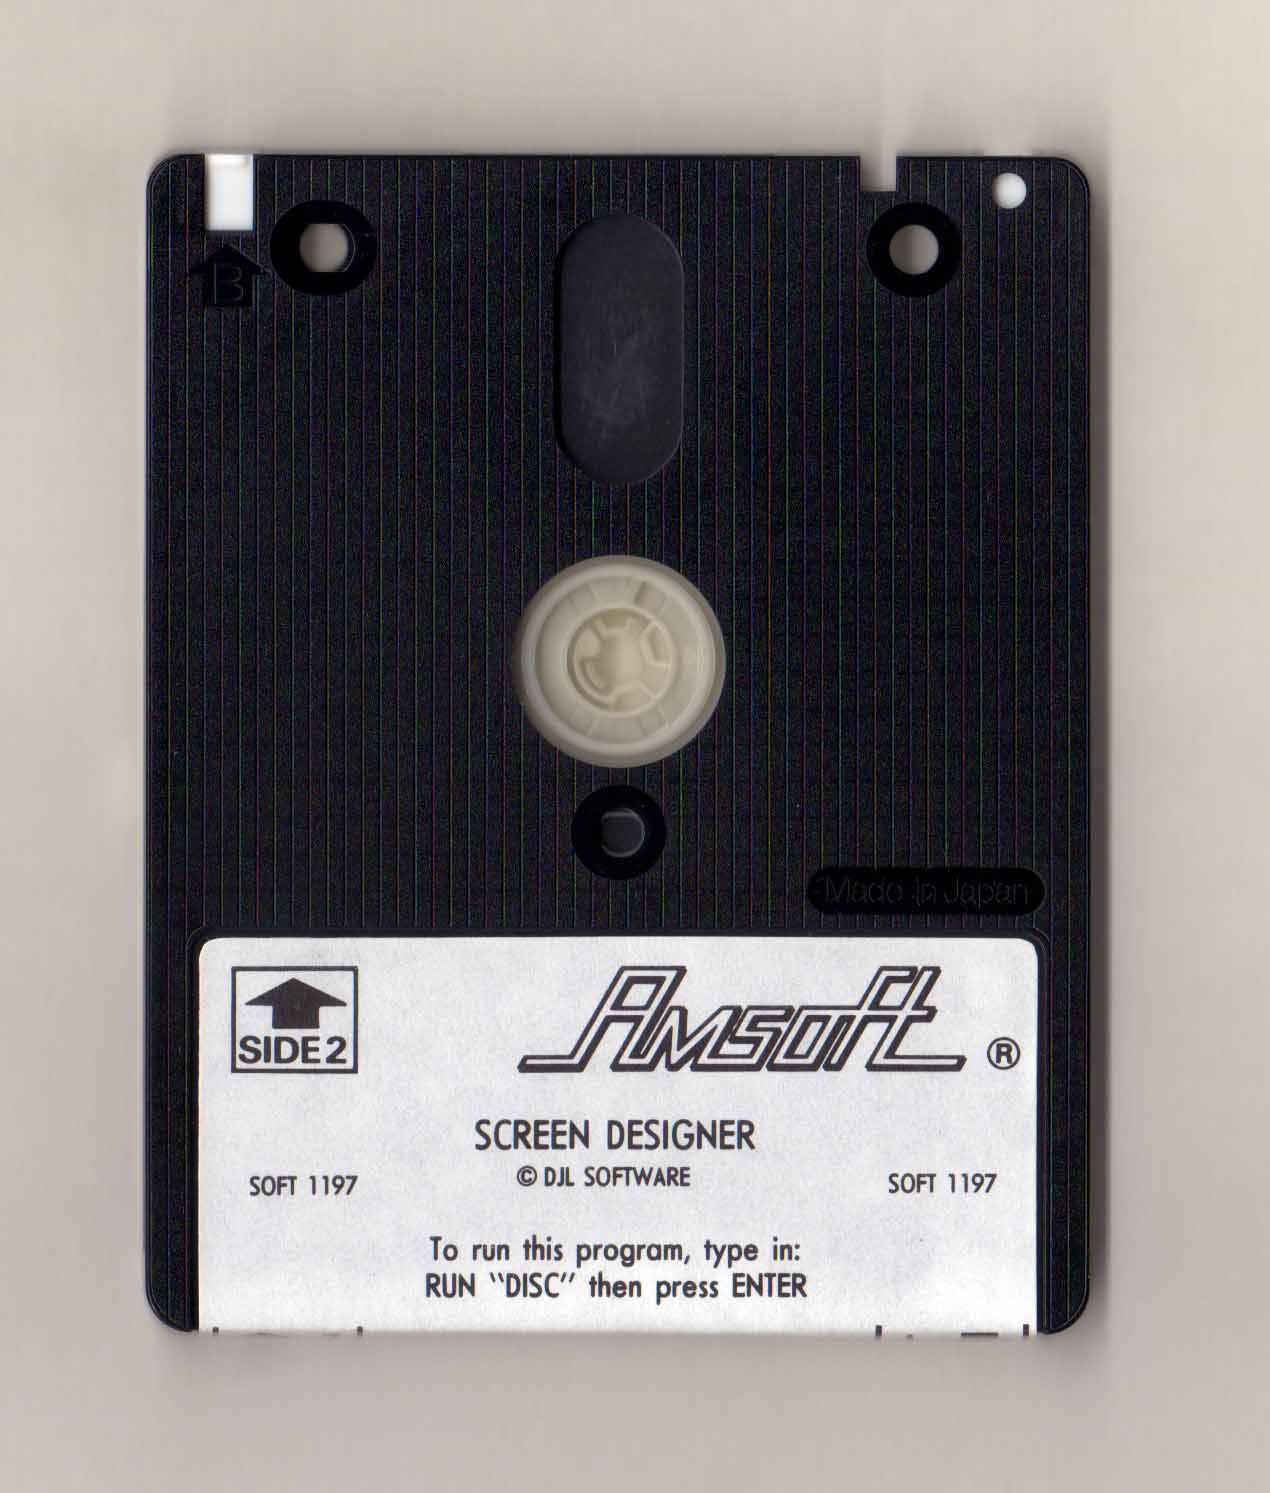 B
Made in Japan
SIDE 2
Amsoft ®
SCREEN DESIGNER
© DJL SOFTWARE
SOFT 1197
SOFT 1197
To run this program, type in:
RUN "DISC" then press ENTER